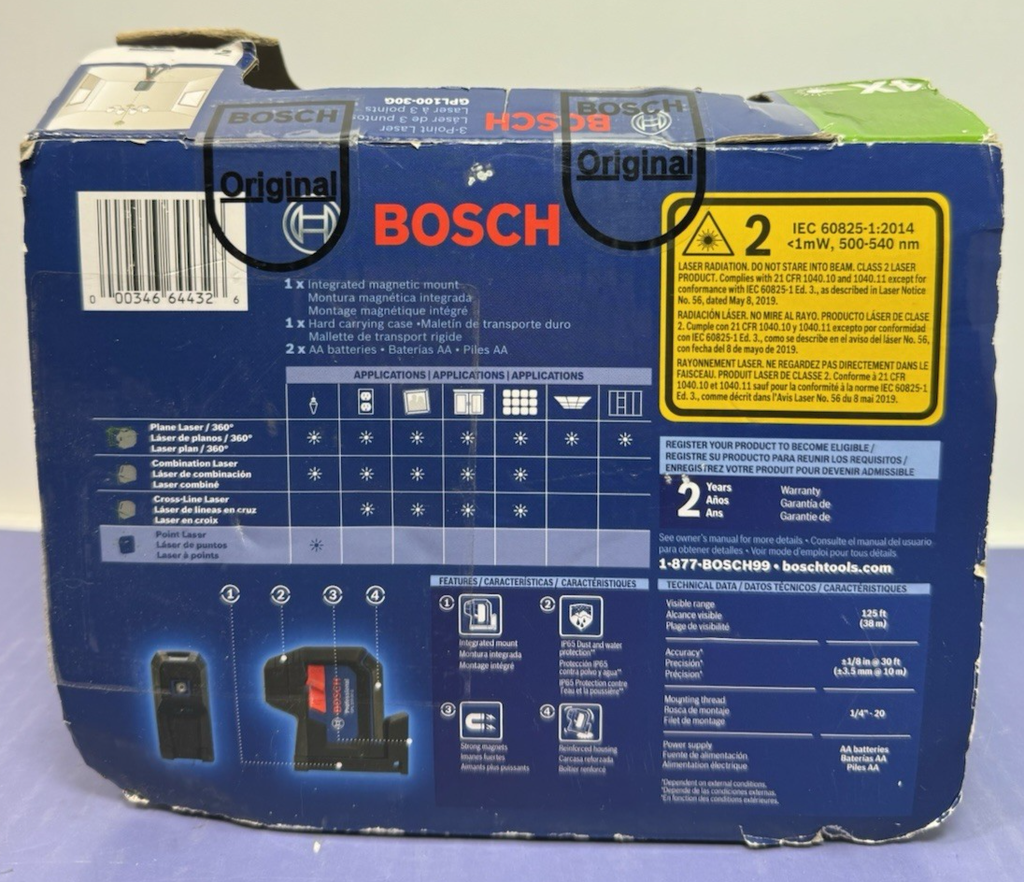 4X
3-Point Laser
Láser de 3 puntos
Laser à 3 points
GPL100-30G
BOSCH
BOSCH
BOSCH
BOSCH
Original
Original
BOSCH
0 00346 64432 6
1 x Integrated magnetic mount
Montura magnética integrada
Montage magnétique intégré
1 x Hard carrying case • Maletín de transporte duro
Mallette de transport rigide
2 x AA batteries • Baterías AA • Piles AA
2
IEC 60825-1:2014
<1mW, 500-540 nm
LASER RADIATION. DO NOT STARE INTO BEAM. CLASS 2 LASER
PRODUCT. Complies with 21 CFR 1040.10 and 1040.11 except for
conformance with IEC 60825-1 Ed. 3., as described in Laser Notice
No. 56, dated May 8, 2019.
RADIACIÓN LÁSER. NO MIRE AL RAYO. PRODUCTO LÁSER DE CLASE
2. Cumple con 21 CFR 1040.10 y 1040.11 excepto por conformidad
con IEC 60825-1 Ed. 3., como se describe en el aviso del láser No. 56,
con fecha del 8 de mayo de 2019.
RAYONNEMENT LASER. NE REGARDEZ PAS DIRECTEMENT DANS LE
FAISCEAU. PRODUIT LASER DE CLASSE 2. Conforme à 21 CFR
1040.10 et 1040.11 sauf pour la conformité à la norme IEC 60825-1
Ed. 3., comme décrit dans l'Avis Laser No. 56 du 8 mai 2019.
APPLICATIONS | APPLICATIONS | APPLICATIONS
Plane Laser / 360°
Láser de planos / 360°
Laser plan / 360°
Combination Laser
Láser de combinación
Laser combiné
Cross-Line Laser
Láser de líneas en cruz
Laser en croix
Point Laser
Láser de puntos
Laser à points
REGISTER YOUR PRODUCT TO BECOME ELIGIBLE /
REGISTRE SU PRODUCTO PARA REUNIR LOS REQUISITOS /
ENREGISTREZ VOTRE PRODUIT POUR DEVENIR ADMISSIBLE
2 Years Warranty
Años Garantía de
Ans Garantie de
See owner's manual for more details • Consulte el manual del usuario
para obtener detalles • Voir mode d'emploi pour tous détails
1-877-BOSCH99 • boschtools.com
1 2 3 4
BOSCH
Professional
FEATURES / CARACTERÍSTICAS / CARACTÉRISTIQUES
1
Integrated mount
Montura integrada
Montage intégré
2
IP65 Dust and water
protection**
Protección IP65
contra polvo y agua**
IP65 Protection contre
l'eau et la poussière**
3
Strong magnets
Imanes fuertes
Aimants plus puissants
4
Reinforced housing
Carcasa reforzada
Boîtier renforcé
TECHNICAL DATA / DATOS TÉCNICOS / CARACTÉRISTIQUES
Visible range
Alcance visible
Plage de visibilité
125 ft
(38 m)
Accuracy*
Precisión*
Précision*
±1/8 in @ 30 ft
(±3.5 mm @ 10 m)
Mounting thread
Rosca de montaje
Filet de montage
1/4" - 20
Power supply
Fuente de alimentación
Alimentation électrique
AA batteries
Baterías AA
Piles AA
*Dependent on external conditions.
*Depende de las condiciones externas.
*En fonction des conditions extérieures.